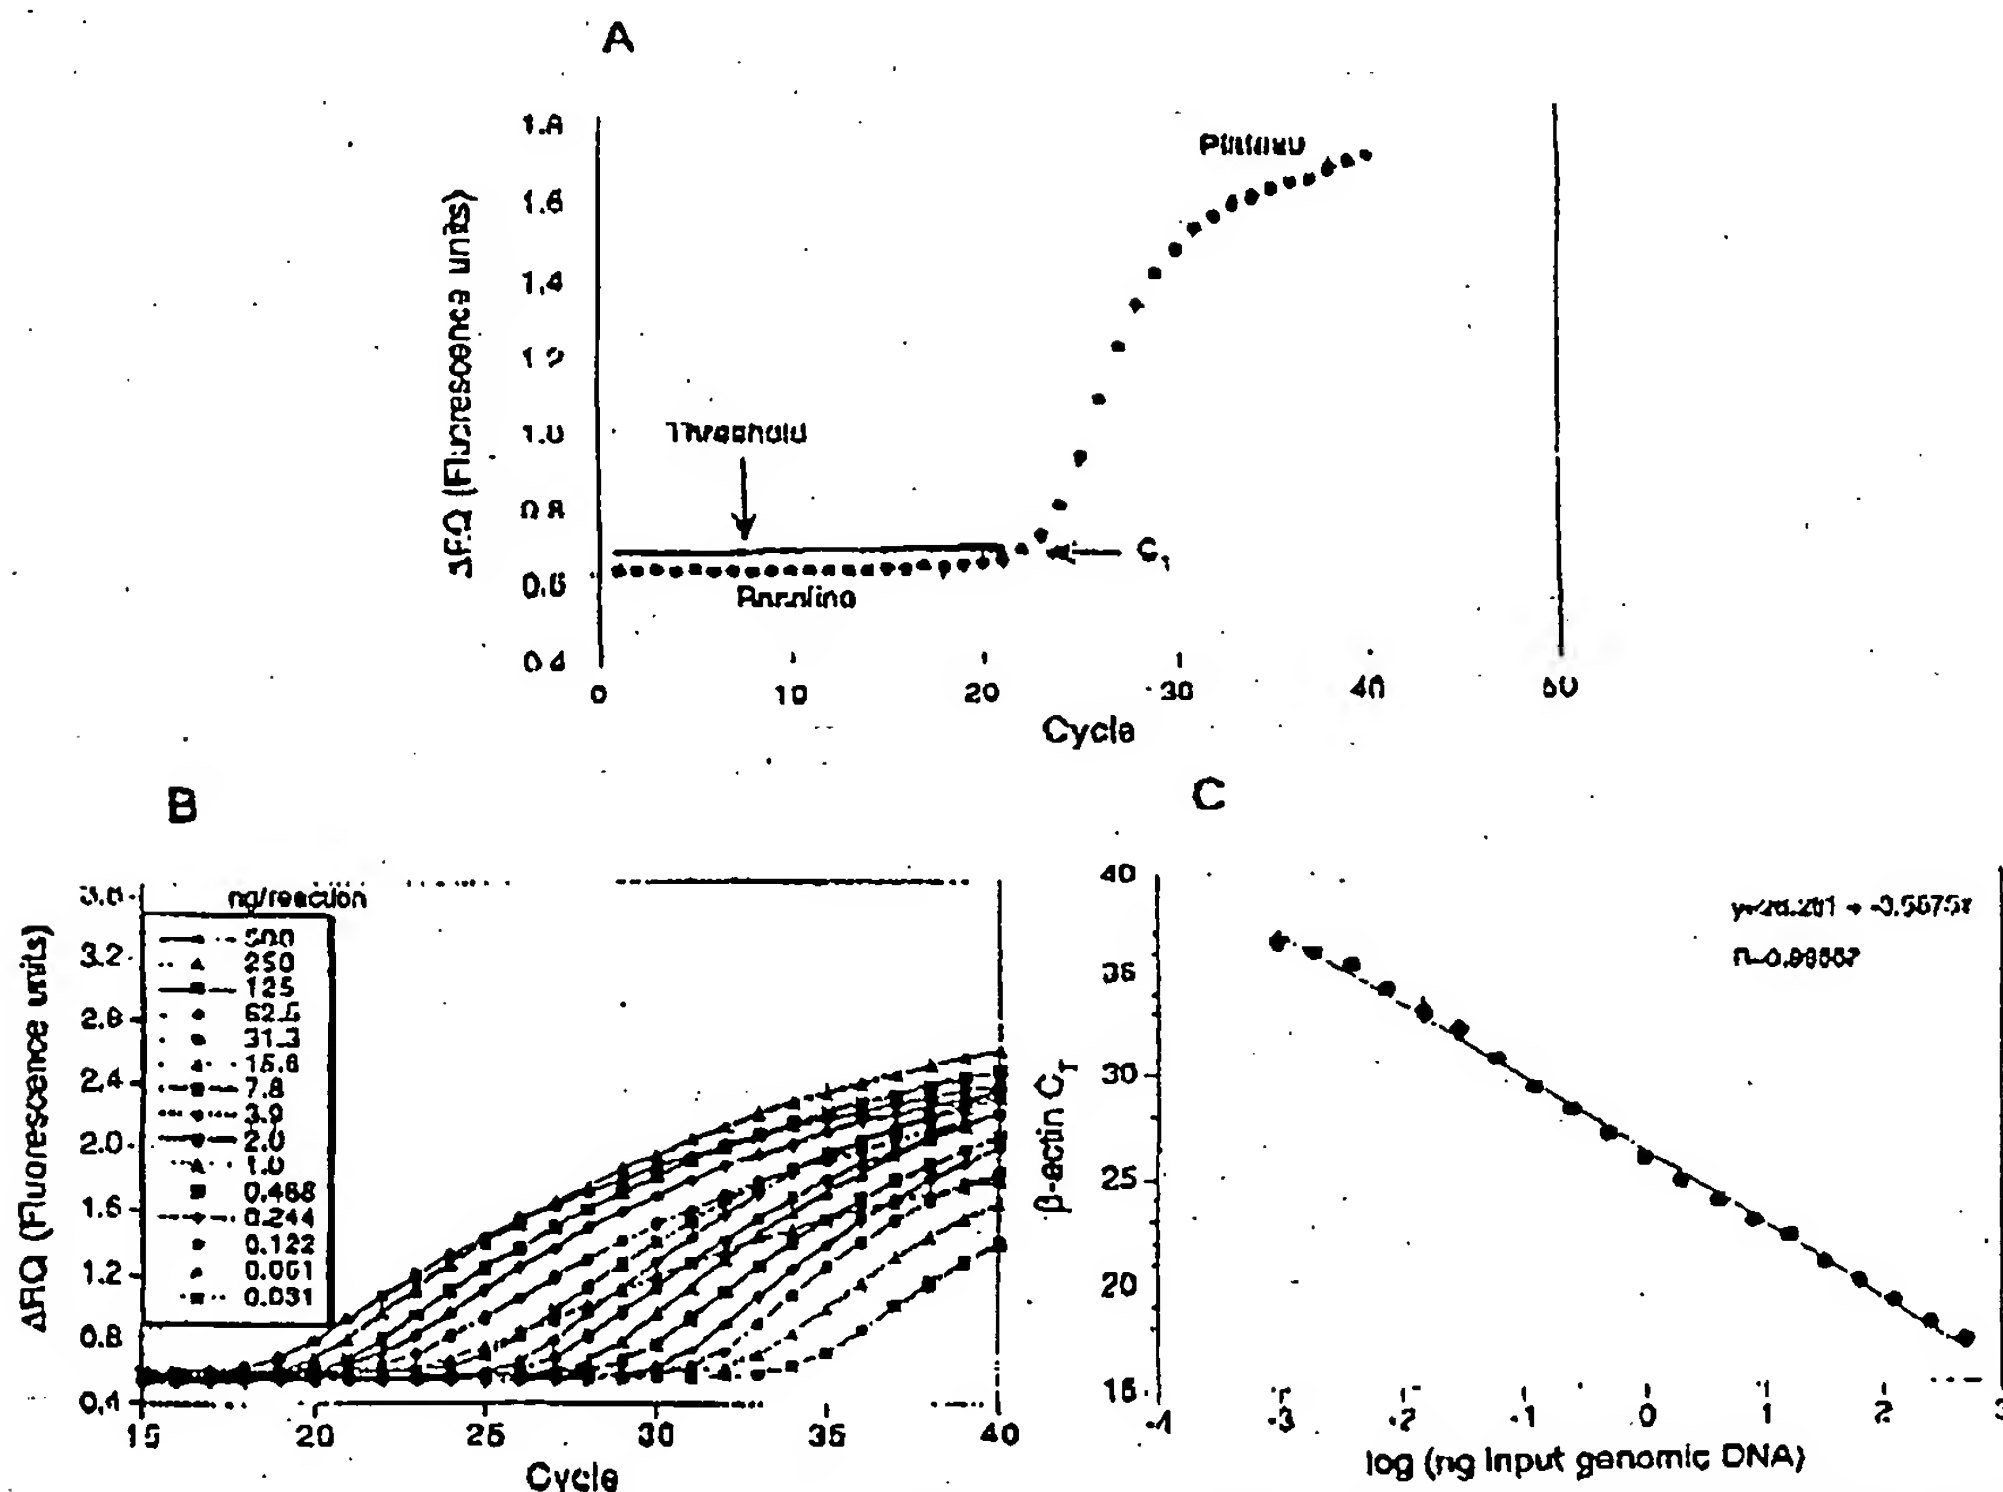 A
ΔRQ (Fluorescence units)
1.8
1.6
1.4
1.2
1.0
0.8
0.6
0.4
Plateau
Threshold
Baseline
C_T
0 10 20 30 40 50
Cycle
B
ΔRQ (Fluorescence units)
3.6
3.2
2.8
2.4
2.0
1.6
1.2
0.8
0.4
ng/reaction
500
250
125
62.5
31.3
15.6
7.8
3.9
2.0
1.0
0.488
0.244
0.122
0.061
0.031
15 20 25 30 35 40
Cycle
C
β-actin C_T
40
35
30
25
20
15
-4 -3 -2 -1 0 1 2 3
log (ng input genomic DNA)